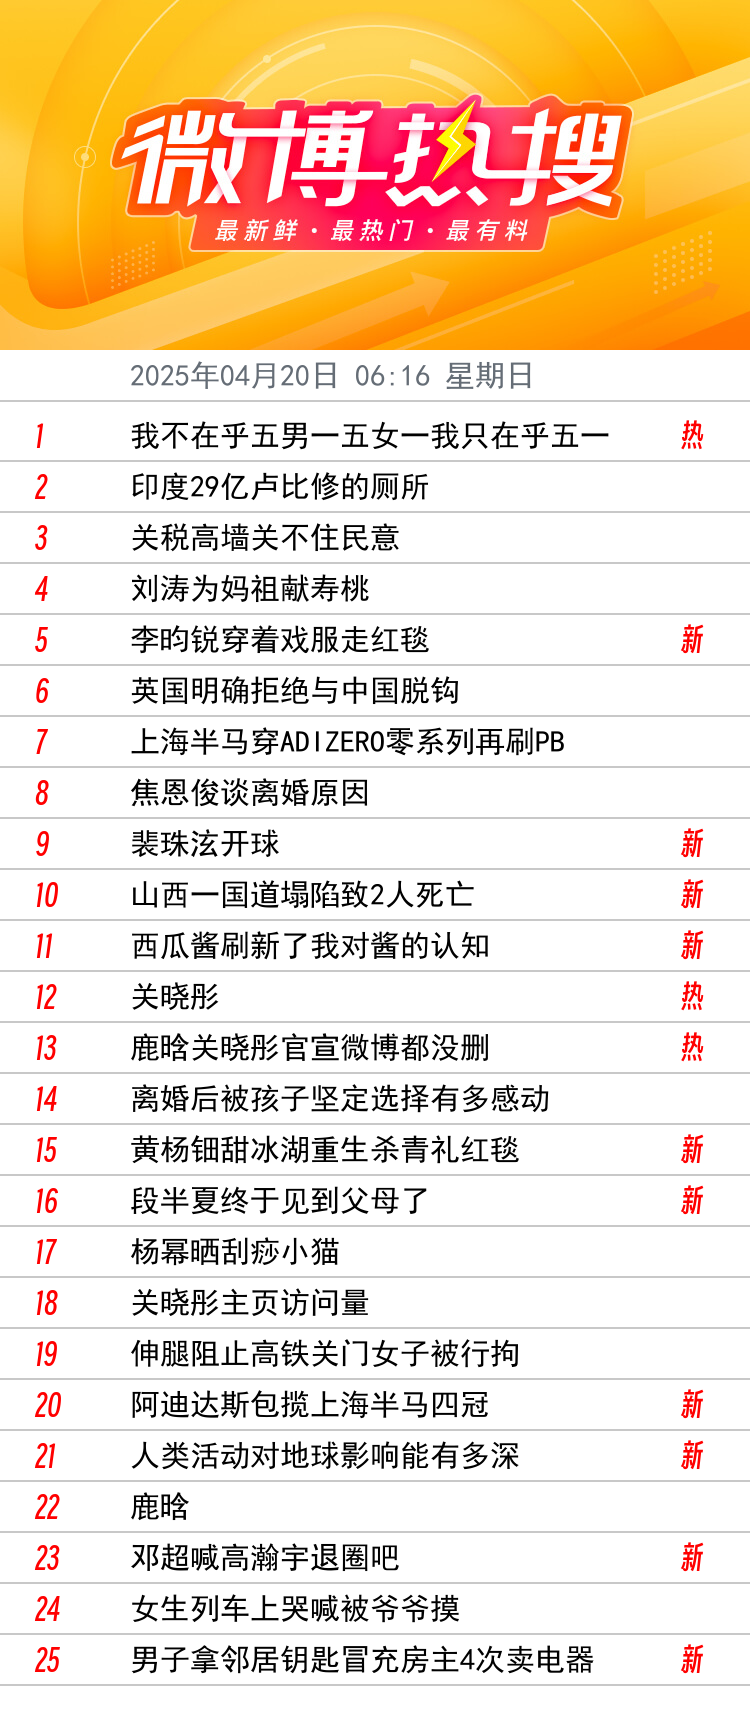 微博热搜
最新鲜·最热门·最有料
2025年04月20日 06:16 星期日
1 我不在乎五男一五女一我只在乎五一 热
2 印度29亿卢比修的厕所
3 关税高墙关不住民意
4 刘涛为妈祖献寿桃
5 李昀锐穿着戏服走红毯 新
6 英国明确拒绝与中国脱钩
7 上海半马穿ADIZERO零系列再刷PB
8 焦恩俊谈离婚原因
9 裴珠泫开球 新
10 山西一国道塌陷致2人死亡 新
11 西瓜酱刷新了我对酱的认知 新
12 关晓彤 热
13 鹿晗关晓彤官宣微博都没删 热
14 离婚后被孩子坚定选择有多感动
15 黄杨钿甜冰湖重生杀青礼红毯 新
16 段半夏终于见到父母了 新
17 杨幂晒刮痧小猫
18 关晓彤主页访问量
19 伸腿阻止高铁关门女子被行拘
20 阿迪达斯包揽上海半马四冠 新
21 人类活动对地球影响能有多深 新
22 鹿晗
23 邓超喊高瀚宇退圈吧 新
24 女生列车上哭喊被爷爷摸
25 男子拿邻居钥匙冒充房主4次卖电器 新